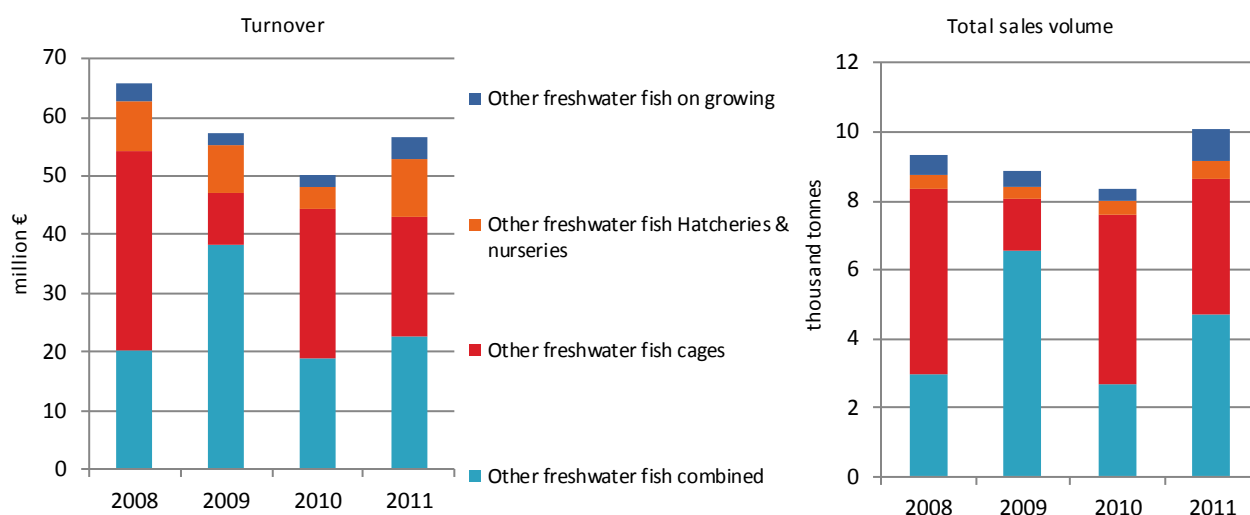 Turnover
million €
70
60
50
40
30
20
10
0
2008 2009 2010 2011
Other freshwater fish on growing
Other freshwater fish Hatcheries &
nurseries
Other freshwater fish cages
Other freshwater fish combined
Total sales volume
thousand tonnes
12
10
8
6
4
2
0
2008 2009 2010 2011